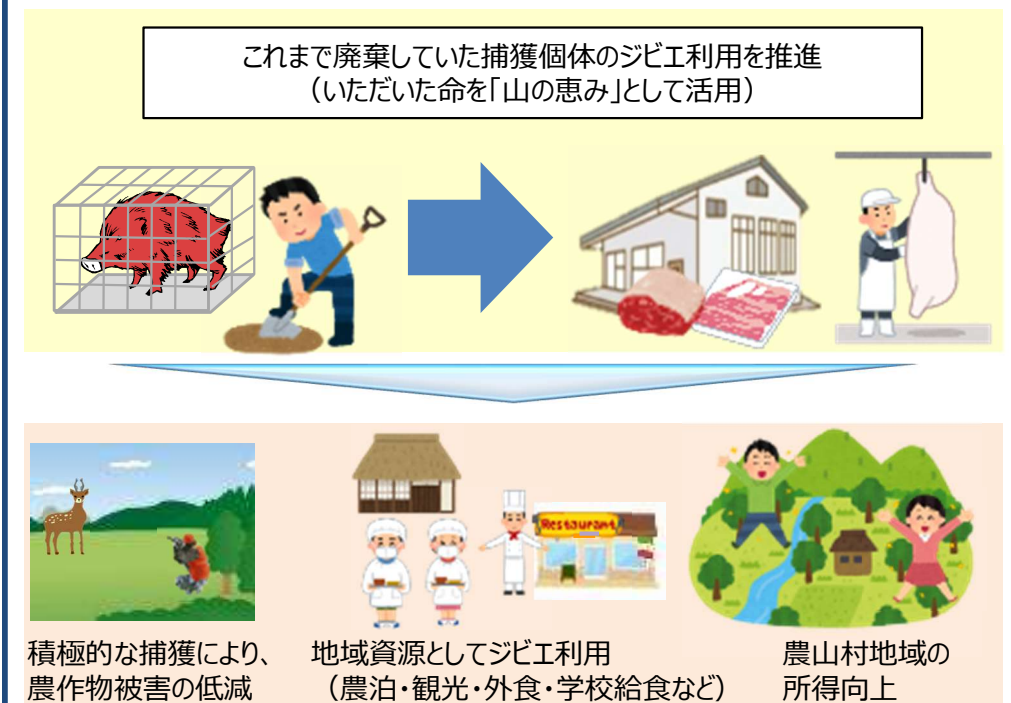 これまで廃棄していた捕獲個体のジビエ利用を推進
（いただいた命を「山の恵み」として活用）
Restaurant
積極的な捕獲により、
農作物被害の低減
地域資源としてジビエ利用
（農泊・観光・外食・学校給食など）
農山村地域の
所得向上